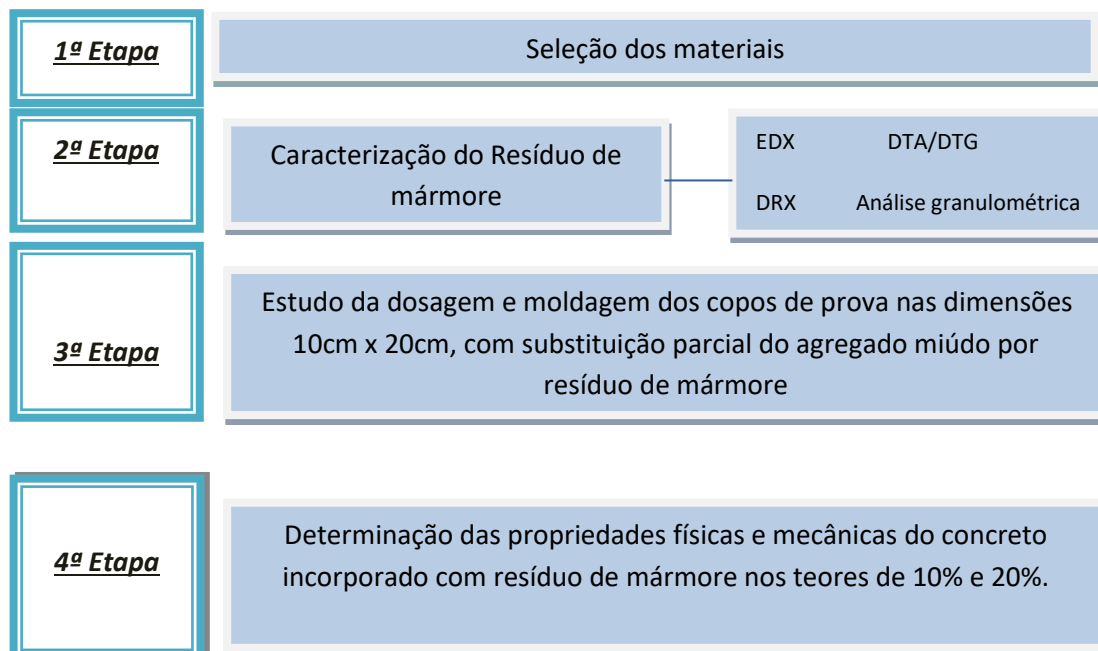 1ª Etapa
Seleção dos materiais
2ª Etapa
Caracterização do Resíduo de
mármore
EDX DTA/DTG
DRX Análise granulométrica
3ª Etapa
Estudo da dosagem e moldagem dos copos de prova nas dimensões
10cm x 20cm, com substituição parcial do agregado miúdo por
resíduo de mármore
4ª Etapa
Determinação das propriedades físicas e mecânicas do concreto
incorporado com resíduo de mármore nos teores de 10% e 20%.